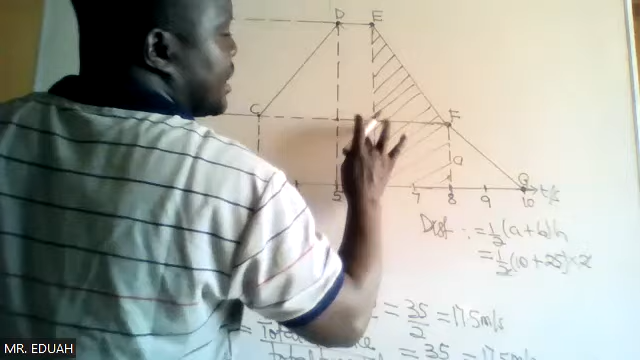 D E
C F
a
5 7 8 9 10 t/s
G
Dist := ½(a+b)h
= ½(10+25)×2
= 35/2 = 17.5m/s
= 35 = 17.5m/s
MR. EDUAH